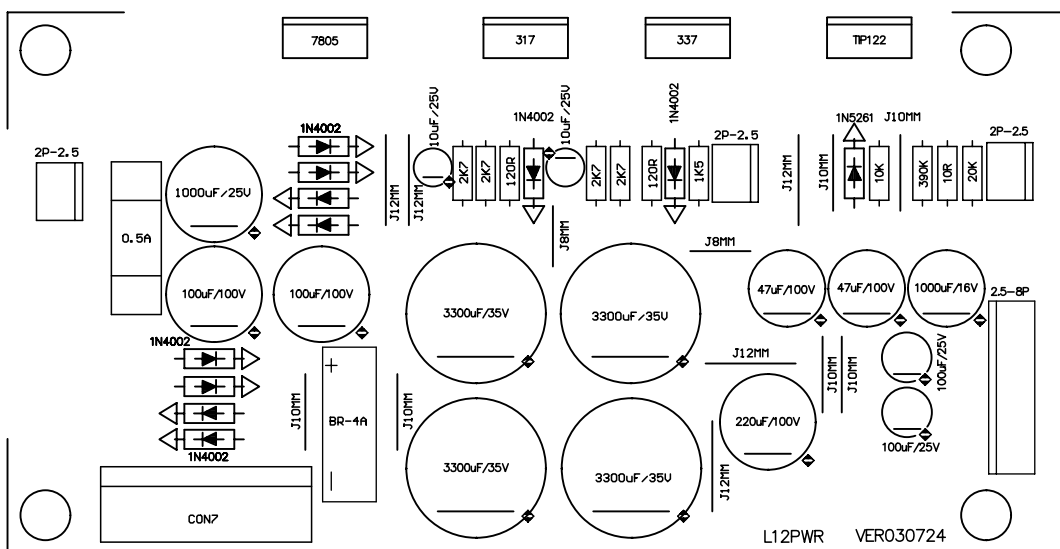 7805
317
337
TIP122
2P-2.5
0.5A
1N4002
1000uF/25V
J12MM
J12MM
10uF/25V
2K7
2K7
120R
1N4002
10uF/25V
2K7
2K7
120R
1N4002
1K5
2P-2.5
J12MM
J10MM
1N5261
10K
J10MM
390K
10R
20K
2P-2.5
J8MM
J8MM
100uF/100V
100uF/100V
3300uF/35V
3300uF/35V
47uF/100V
47uF/100V
1000uF/16V
2.5-8P
1N4002
J10MM
+
BR-4A
-
J10MM
J12MM
J10MM
J10MM
100uF/25V
220uF/100V
100uF/25V
1N4002
3300uF/35V
3300uF/35V
J12MM
CON7
L12PWR VER030724